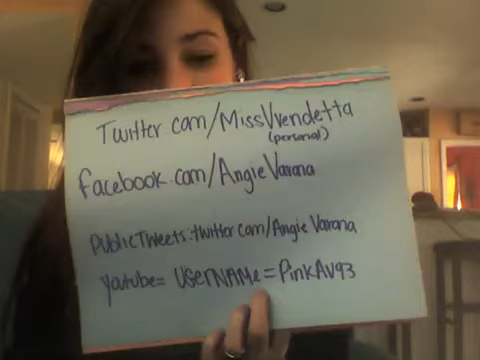 Twitter.com/MissVvendetta
(personal)
facebook.com/AngieVarona
PublicTweets:twitter.com/AngieVarona
Youtube= UserNAMe=PinkAV93